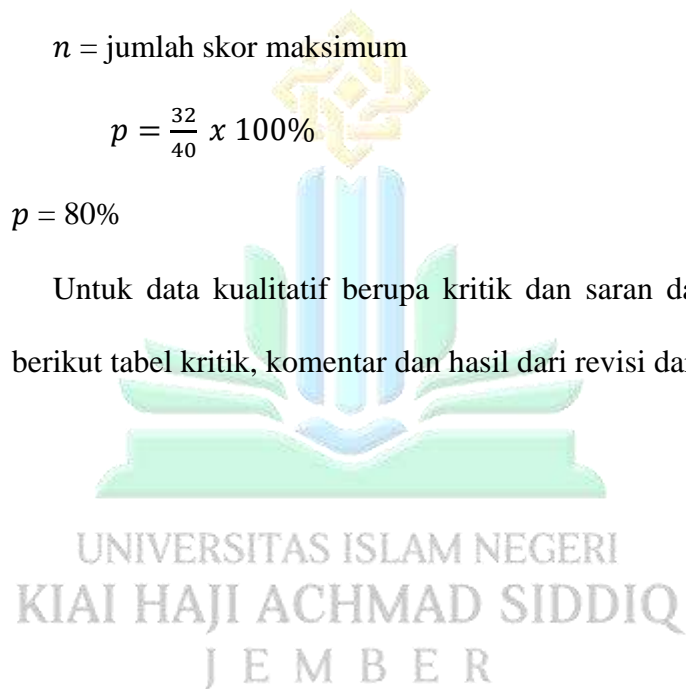 n = jumlah skor maksimum
p = 32/40 x 100%
p = 80%
Untuk data kualitatif berupa kritik dan saran da
berikut tabel kritik, komentar dan hasil dari revisi dar
UNIVERSITAS ISLAM NEGERI
KIAI HAJI ACHMAD SIDDIQ
JEMBER